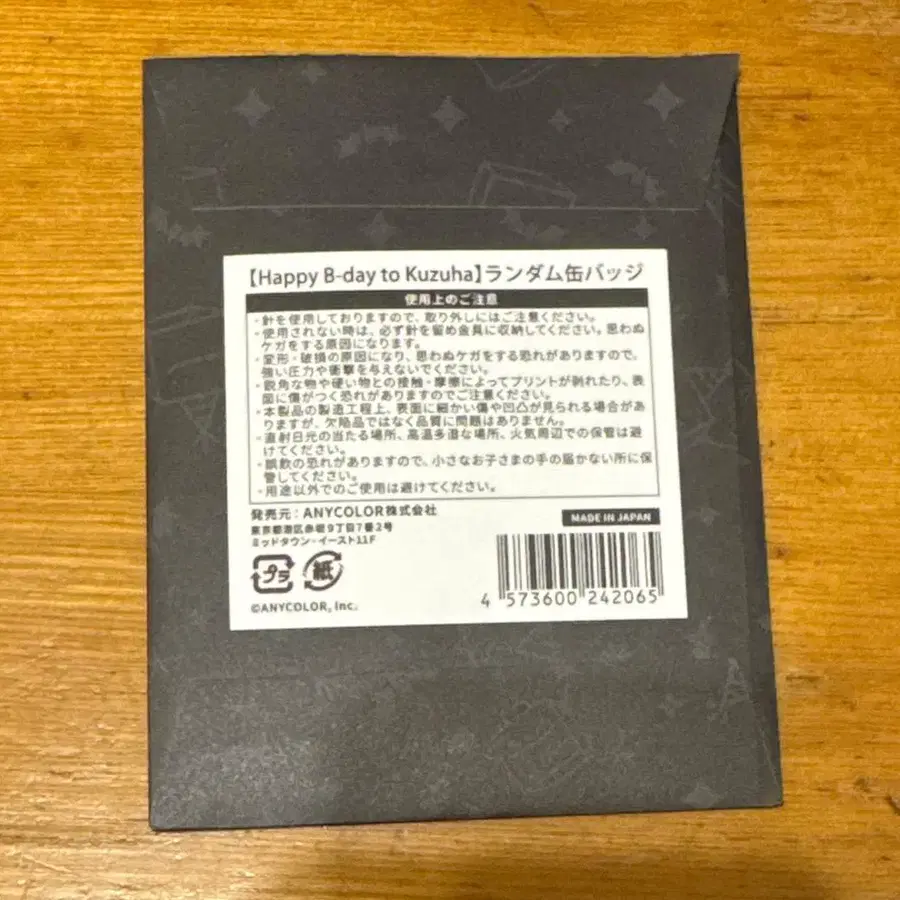 【Happy B-day to Kuzuha】ランダム缶バッジ
使用上のご注意
・針を使用しておりますので、取り外しにはご注意ください。
・使用されない時は、必ず針を留め金具に収納してください。思わぬ
ケガをする原因になります。
・変形・破損の原因になり、思わぬケガをする恐れがありますので、
強い圧力や衝撃を与えないでください。
・鋭角な物や硬い物との接触・摩擦によってプリントが剥れたり、表
面に傷がつく恐れがありますのでご注意ください。
・本製品の製造工程上、表面に細かい傷や凹凸が見られる場合があ
りますが、欠陥品ではなく品質に問題はありません。
・直射日光の当たる場所、高温多湿な場所、火気周辺での保管は避
けてください。
・誤飲の恐れがありますので、小さなお子さまの手の届かない所に保
管してください。
・用途以外でのご使用は避けてください。
発売元：ANYCOLOR株式会社
東京都港区赤坂9丁目7番2号
ミッドタウン・イースト11F
MADE IN JAPAN
プラ 紙
©ANYCOLOR, Inc.
4 573600 242065